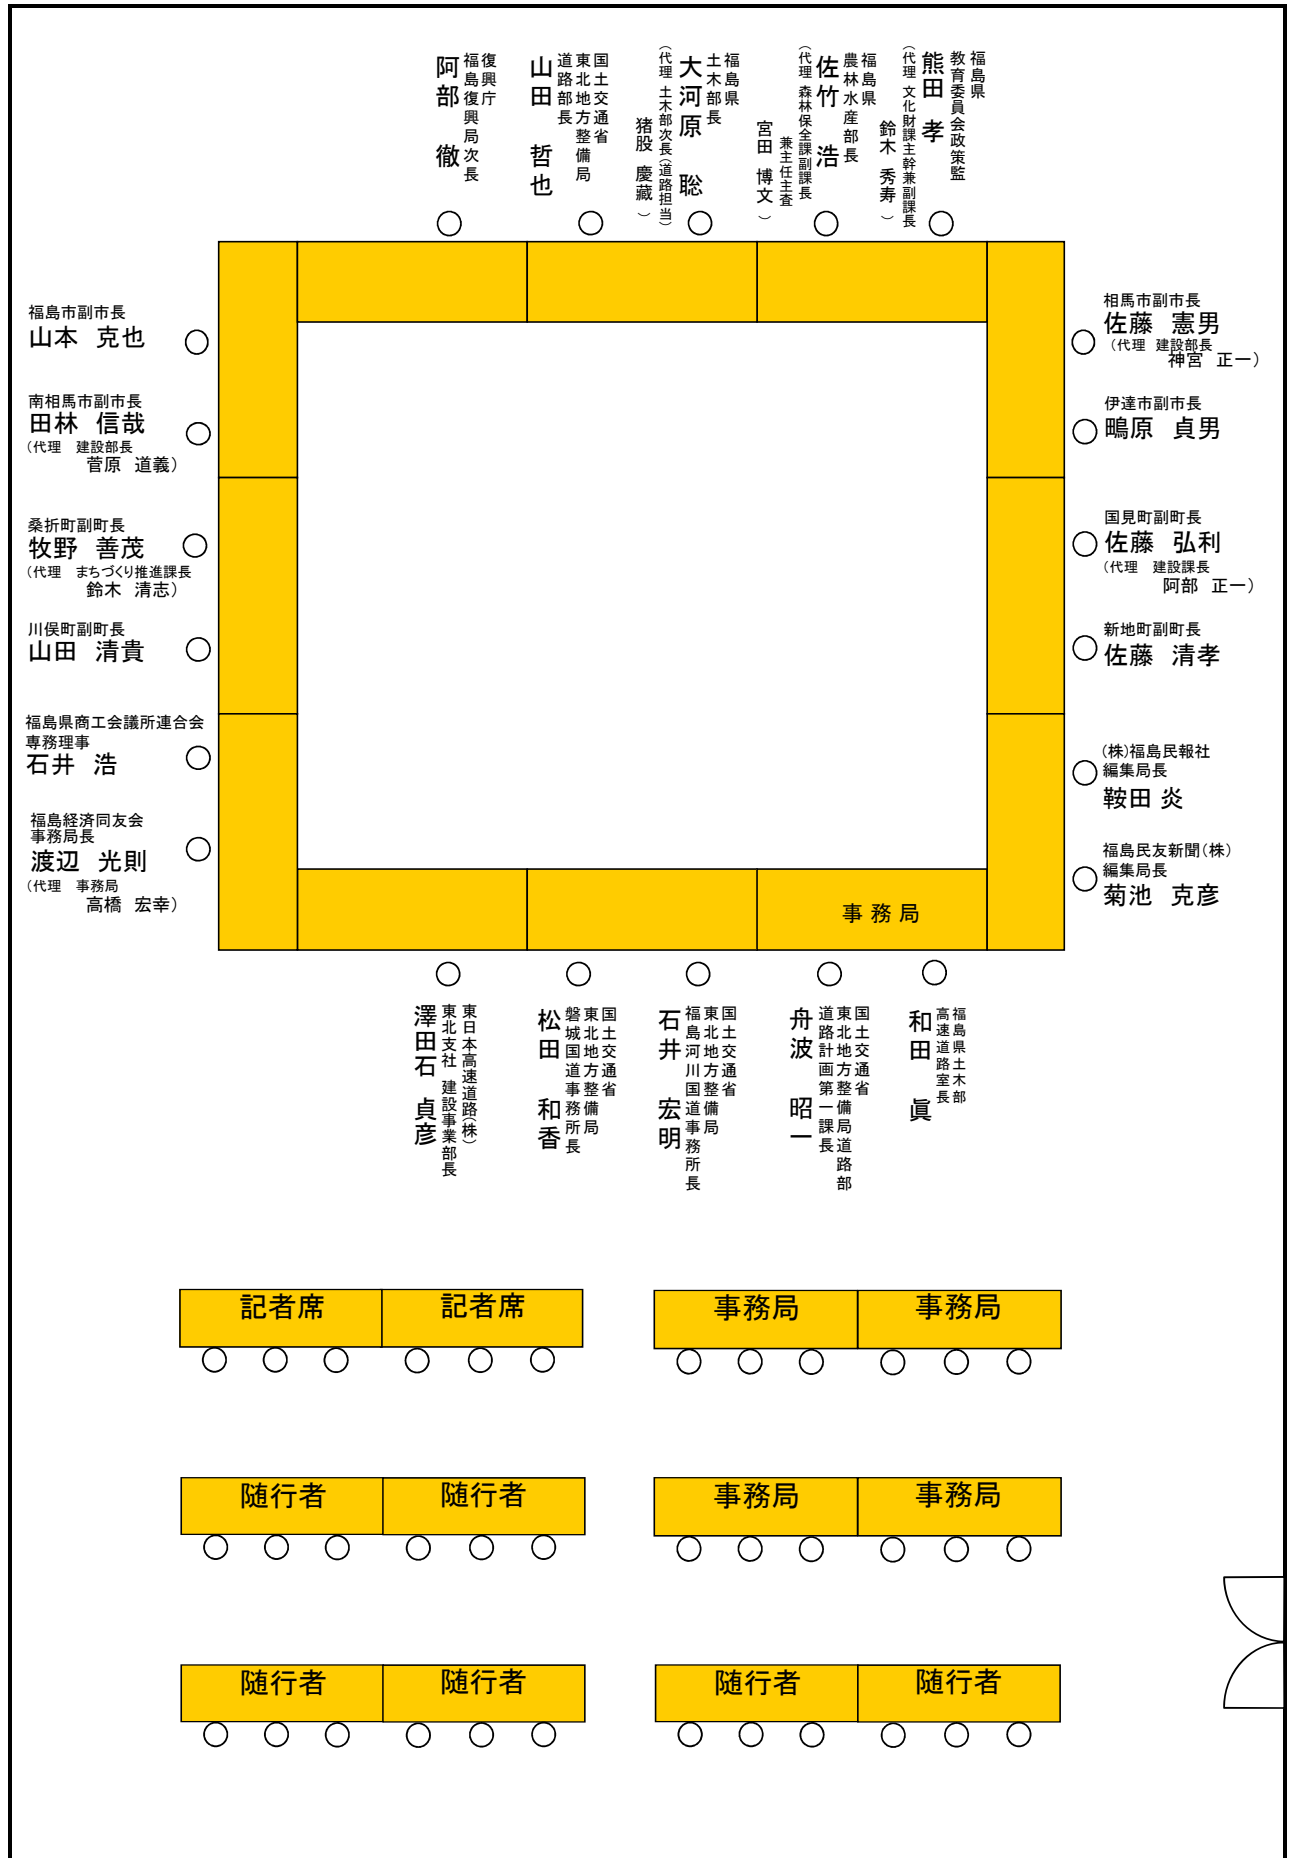 復興庁
福島復興局次長
阿部　徹
国土交通省
東北地方整備局
道路部長
山田　哲也
福島県
土木部長
大河原　聡
（代理 土木部次長（道路担当）
猪股 慶藏 ）
福島県
農林水産部長
佐竹　浩
（代理 森林保全課副課長
兼主任主査
宮田 博文 ）
福島県
教育委員会政策監
熊田　孝
（代理 文化財課主幹兼副課長
鈴木 秀寿 ）
福島市副市長
山本　克也
南相馬市副市長
田林　信哉
（代理　建設部長
菅原　道義）
桑折町副町長
牧野　善茂
（代理　まちづくり推進課長
鈴木　清志）
川俣町副町長
山田　清貴
福島県商工会議所連合会
専務理事
石井　浩
福島経済同友会
事務局長
渡辺　光則
（代理　事務局
高橋　宏幸）
相馬市副市長
佐藤　憲男
（代理　建設部長
神宮　正一）
伊達市副市長
鴫原　貞男
国見町副町長
佐藤　弘利
（代理　建設課長
阿部　正一）
新地町副町長
佐藤　清孝
(株)福島民報社
編集局長
鞍田 炎
福島民友新聞(株)
編集局長
菊池　克彦
事務局
東日本高速道路(株)
東北支社 建設事業部長
澤田石　貞彦
国土交通省
東北地方整備局
磐城国道事務所長
松田　和香
国土交通省
東北地方整備局
福島河川国道事務所長
石井　宏明
国土交通省
東北地方整備局道路部
道路計画第一課長
舟波　昭一
福島県土木部
高速道路室長
和田　眞
記者席　記者席　事務局　事務局
随行者　随行者　事務局　事務局
随行者　随行者　随行者　随行者